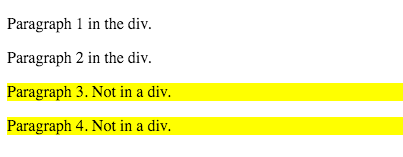 Paragraph 1 in the div.
Paragraph 2 in the div.
Paragraph 3. Not in a div.
Paragraph 4. Not in a div.